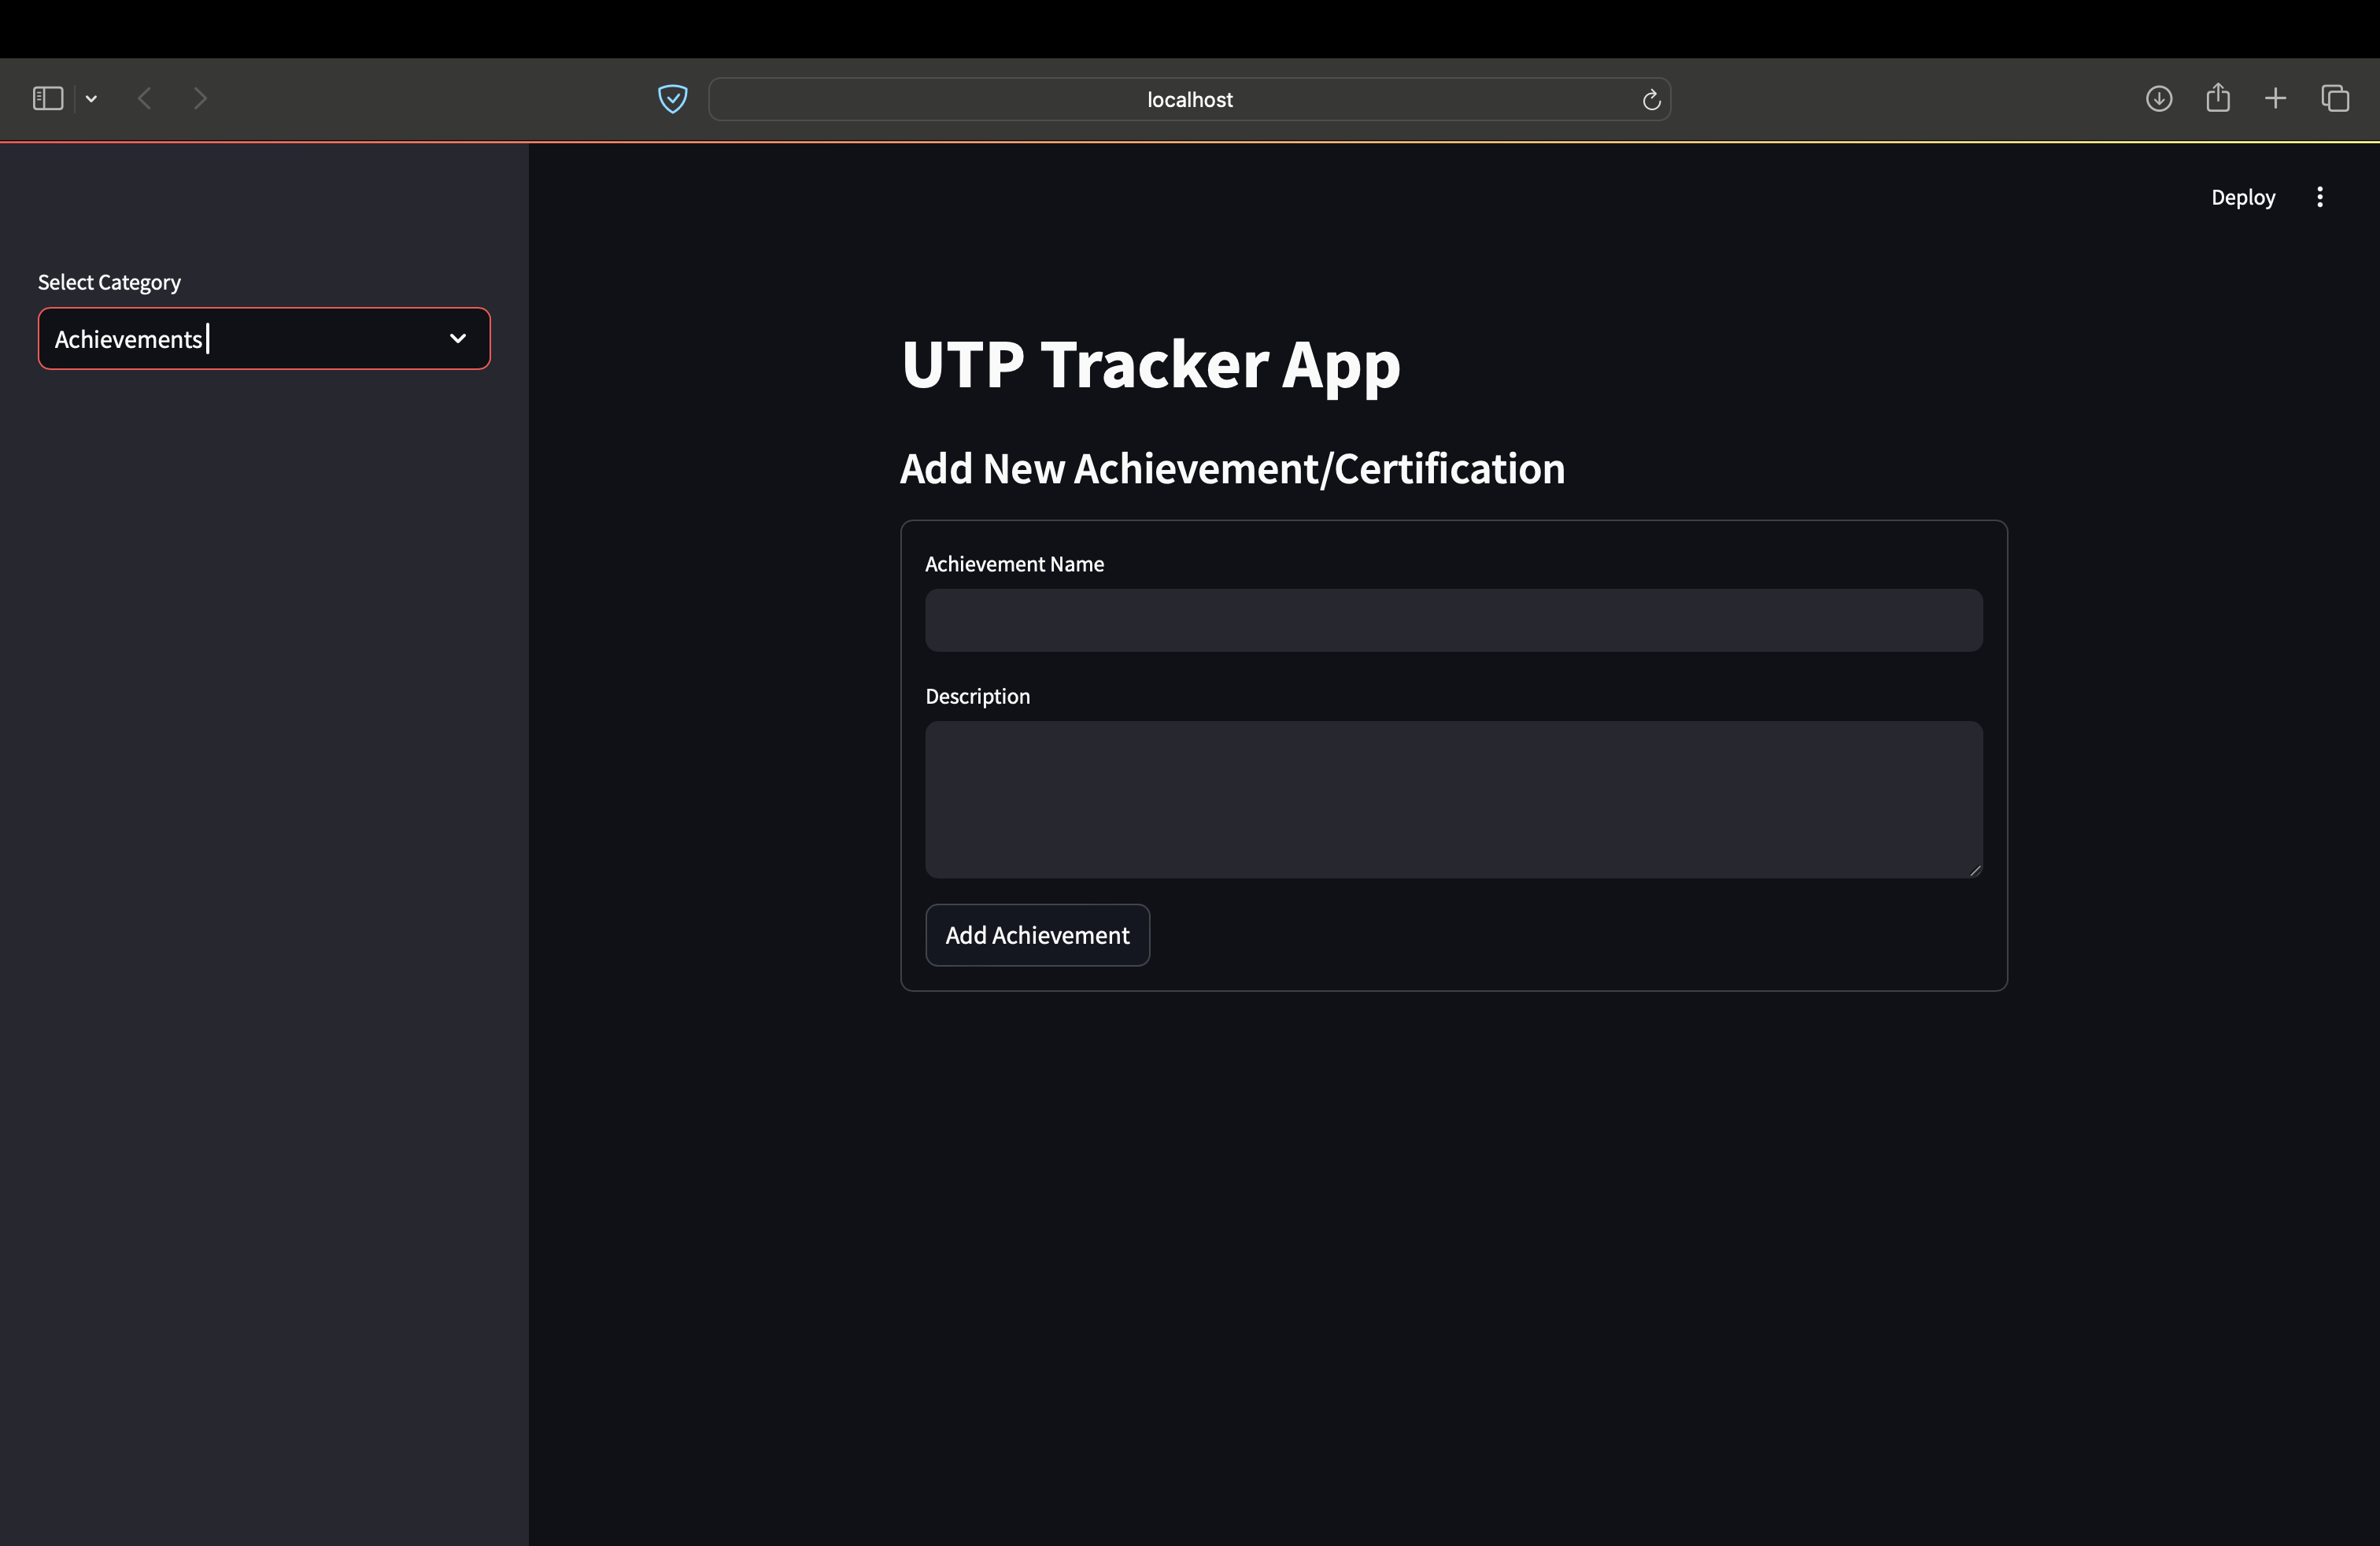 localhost
Deploy
Select Category
Achievements
UTP Tracker App
Add New Achievement/Certification
Achievement Name
Description
Add Achievement